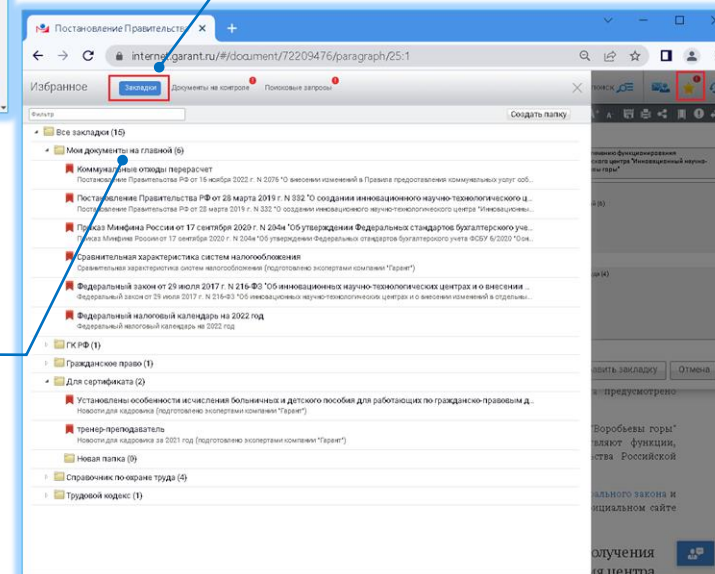 Постановление Правительств
internet.garant.ru/#/document/72209476/paragraph/25:1
Избранное
Закладки
Документы на контроле
Поисковые запросы
поиск
Фильтр
Создать папку
Все закладки (15)
Мои документы на главной (6)
Коммунальные отходы перерасчет
Постановление Правительства РФ от 16 ноября 2022 г. N 2076 "О внесении изменений в Правила предоставления коммунальных услуг соб...
Постановление Правительства РФ от 28 марта 2019 г. N 332 "О создании инновационного научно-технологического ц...
Постановление Правительства РФ от 28 марта 2019 г. N 332 "О создании инновационного научно-технологического центра "Инновационны...
Приказ Минфина России от 17 сентября 2020 г. N 204н "Об утверждении Федеральных стандартов бухгалтерского уче...
Приказ Минфина России от 17 сентября 2020 г. N 204н "Об утверждении Федеральных стандартов бухгалтерского учета ФСБУ 5/2020 "Осн...
Сравнительная характеристика систем налогообложения
Сравнительная характеристика систем налогообложения (подготовлено экспертами компании "Гарант")
Федеральный закон от 29 июля 2017 г. N 216-ФЗ "Об инновационных научно-технологических центрах и о внесении ...
Федеральный закон от 29 июля 2017 г. N 216-ФЗ "Об инновационных научно-технологических центрах и о внесении изменений в отдельны...
Федеральный налоговый календарь на 2022 год
Федеральный налоговый календарь на 2022 год
ГК РФ (1)
Гражданское право (1)
Для сертификата (2)
Установлены особенности исчисления больничных и детского пособия для работающих по гражданско-правовым д...
Новости для кадровика (подготовлено экспертами компании "Гарант")
тренер-преподаватель
Новости для кадровика за 2021 год (подготовлено экспертами компании "Гарант")
Новая папка (0)
Справочник по охране труда (4)
Трудовой кодекс (1)
авить закладку
Отмена
а предусмотрено
"Воробьевы горы"
вляют функции,
ства Российской
ального закона и
ициальном сайте
олучения
ия центра